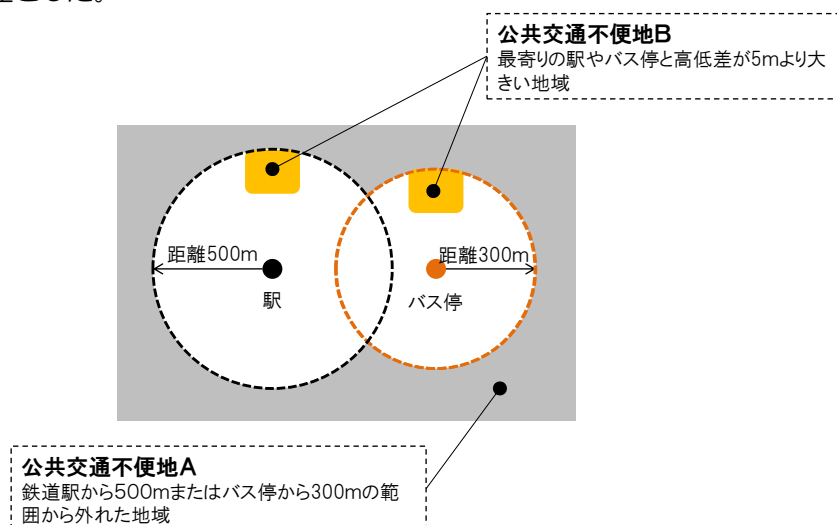 公共交通不便地B
最寄りの駅やバス停と高低差が5mより大
きい地域
距離500m
距離300m
駅
バス停
公共交通不便地A
鉄道駅から500mまたはバス停から300mの範
囲から外れた地域